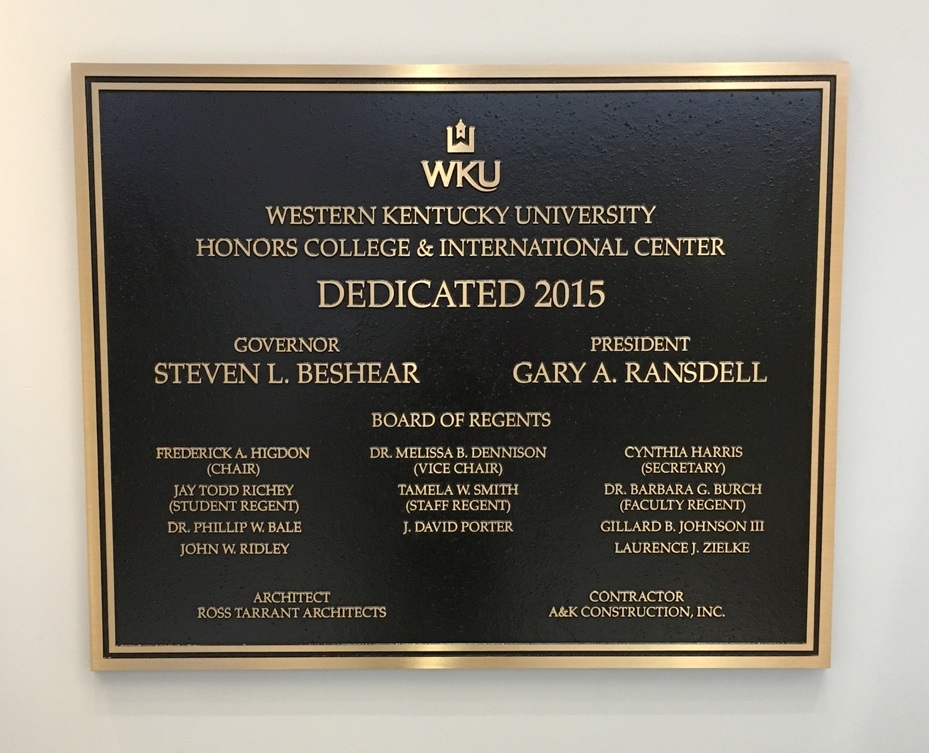 WKU
WESTERN KENTUCKY UNIVERSITY
HONORS COLLEGE & INTERNATIONAL CENTER
DEDICATED 2015
GOVERNOR
STEVEN L. BESHEAR
PRESIDENT
GARY A. RANSDELL
BOARD OF REGENTS
FREDERICK A. HIGDON
(CHAIR)
JAY TODD RICHEY
(STUDENT REGENT)
DR. PHILLIP W. BALE
JOHN W. RIDLEY
DR. MELISSA B. DENNISON
(VICE CHAIR)
TAMELA W. SMITH
(STAFF REGENT)
J. DAVID PORTER
CYNTHIA HARRIS
(SECRETARY)
DR. BARBARA G. BURCH
(FACULTY REGENT)
GILLARD B. JOHNSON III
LAURENCE J. ZIELKE
ARCHITECT
ROSS TARRANT ARCHITECTS
CONTRACTOR
A&K CONSTRUCTION, INC.